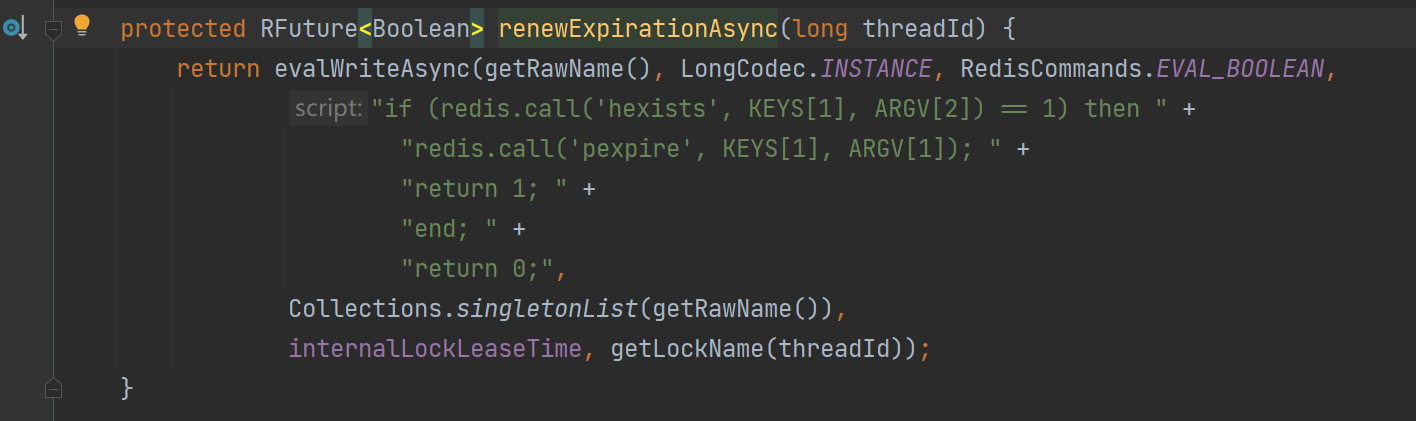 protected RFuture<Boolean> renewExpirationAsync(long threadId) {
return evalWriteAsync(getRawName(), LongCodec.INSTANCE, RedisCommands.EVAL_BOOLEAN,
script: "if (redis.call('hexists', KEYS[1], ARGV[2]) == 1) then " +
"redis.call('pexpire', KEYS[1], ARGV[1]); " +
"return 1; " +
"end; " +
"return 0;",
Collections.singletonList(getRawName()),
internalLockLeaseTime, getLockName(threadId));
}